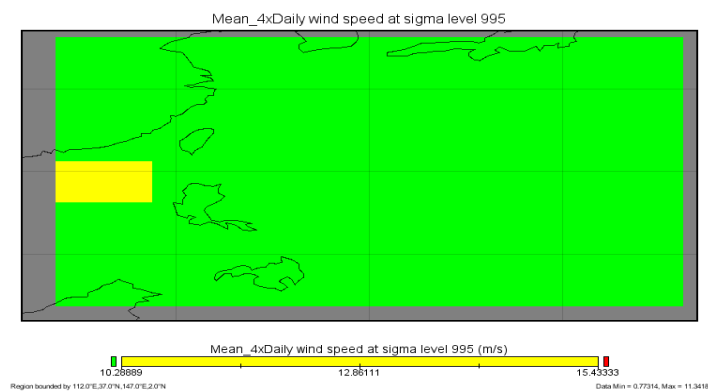 Mean_4xDaily wind speed at sigma level 995
Mean_4xDaily wind speed at sigma level 995 (m/s)
10.28889 12.86111 15.43333
Region bounded by 112.0°E,37.0°N,147.0°E,2.0°N Data Min = 0.77314, Max = 11.3418